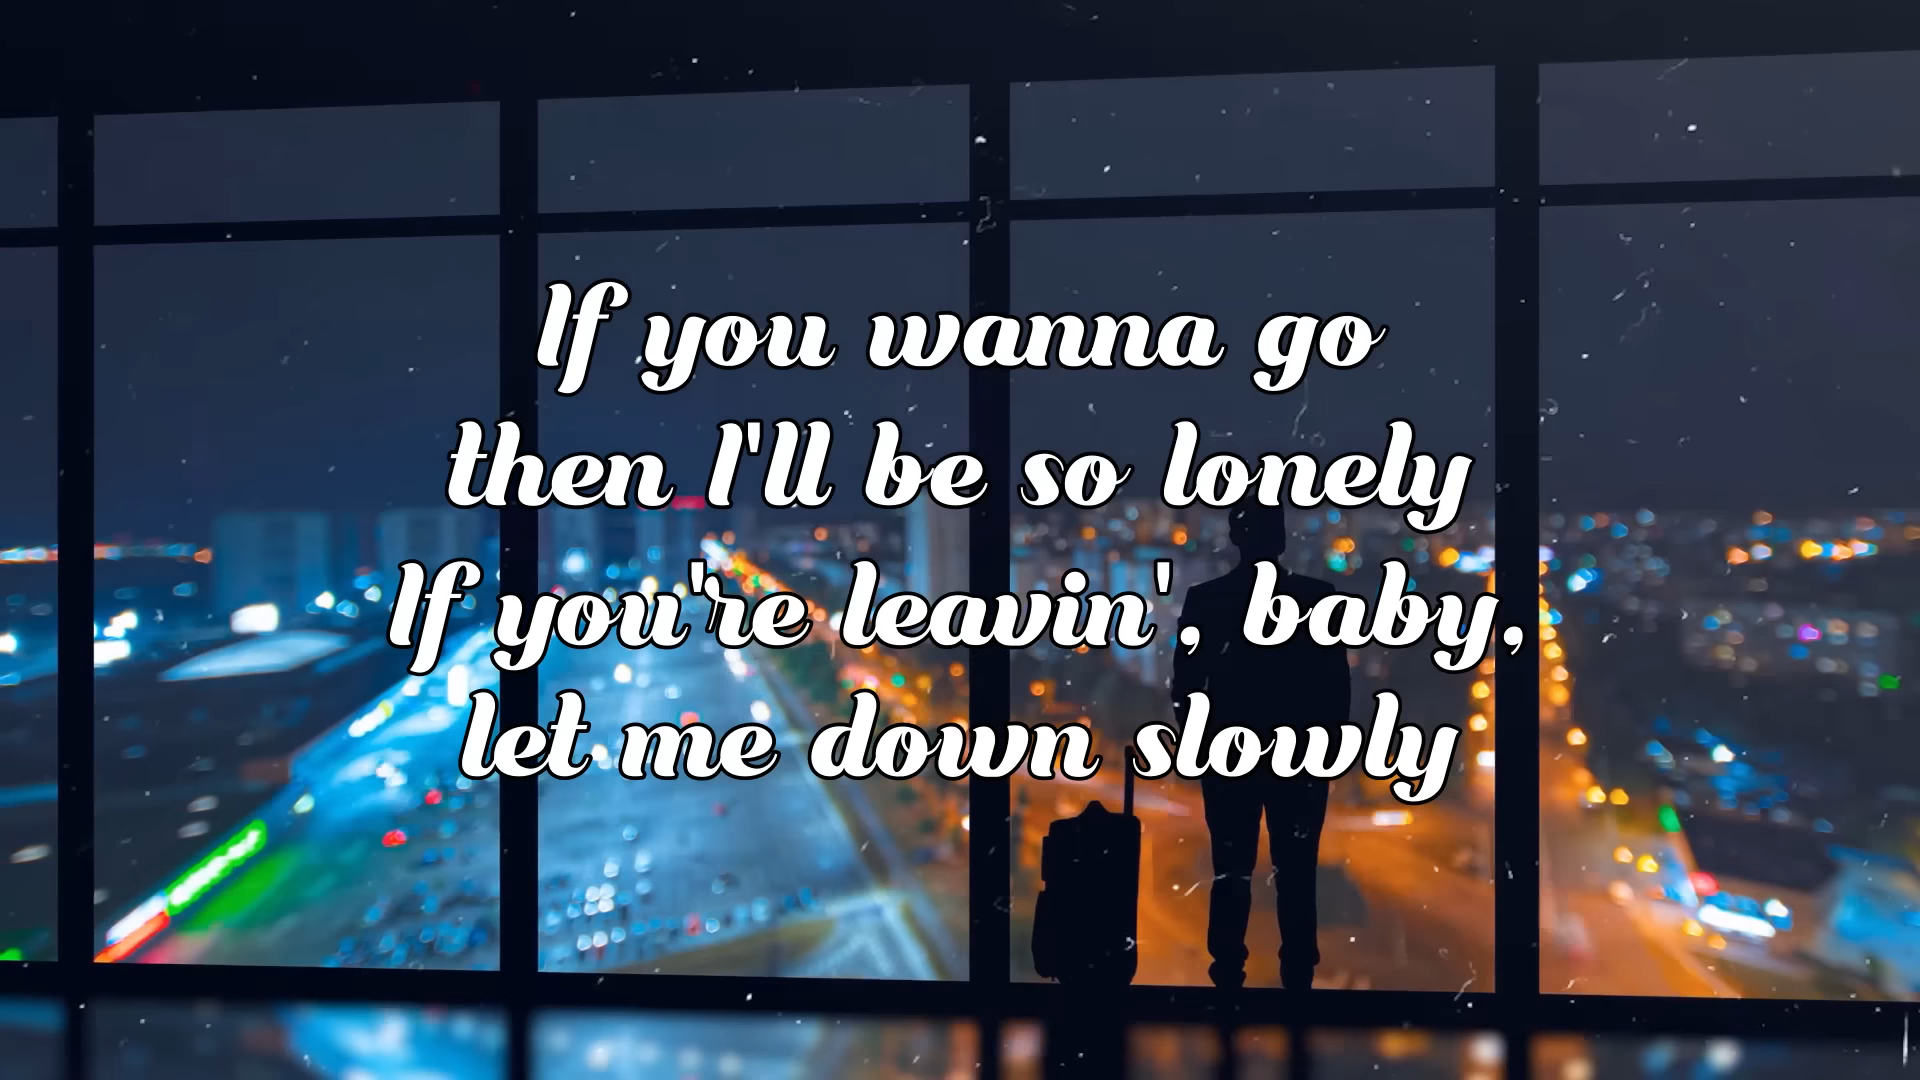 If you wanna go
then I'll be so lonely
If you're leavin', baby,
let me down slowly